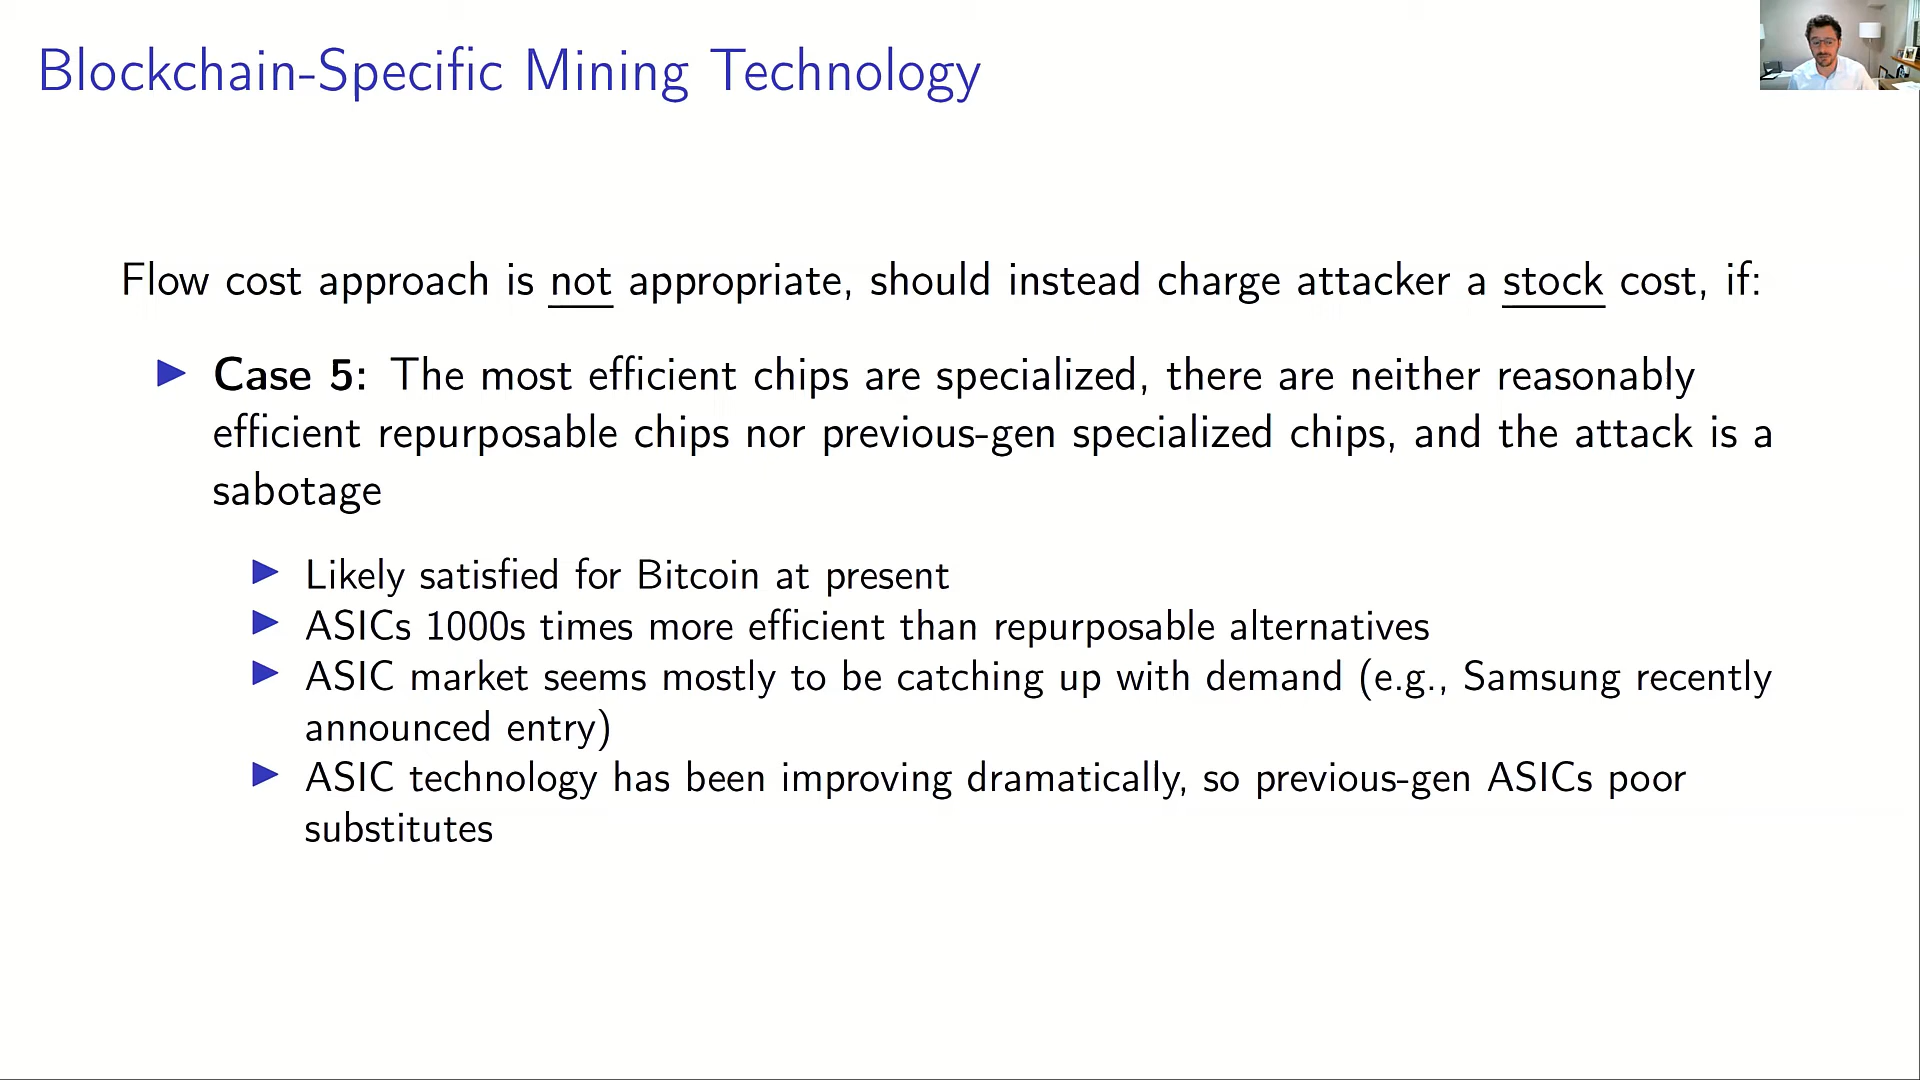 Blockchain-Specific Mining Technology
Flow cost approach is not appropriate, should instead charge attacker a stock cost, if:
Case 5: The most efficient chips are specialized, there are neither reasonably
efficient repurposable chips nor previous-gen specialized chips, and the attack is a
sabotage
Likely satisfied for Bitcoin at present
ASICs 1000s times more efficient than repurposable alternatives
ASIC market seems mostly to be catching up with demand (e.g., Samsung recently
announced entry)
ASIC technology has been improving dramatically, so previous-gen ASICs poor
substitutes